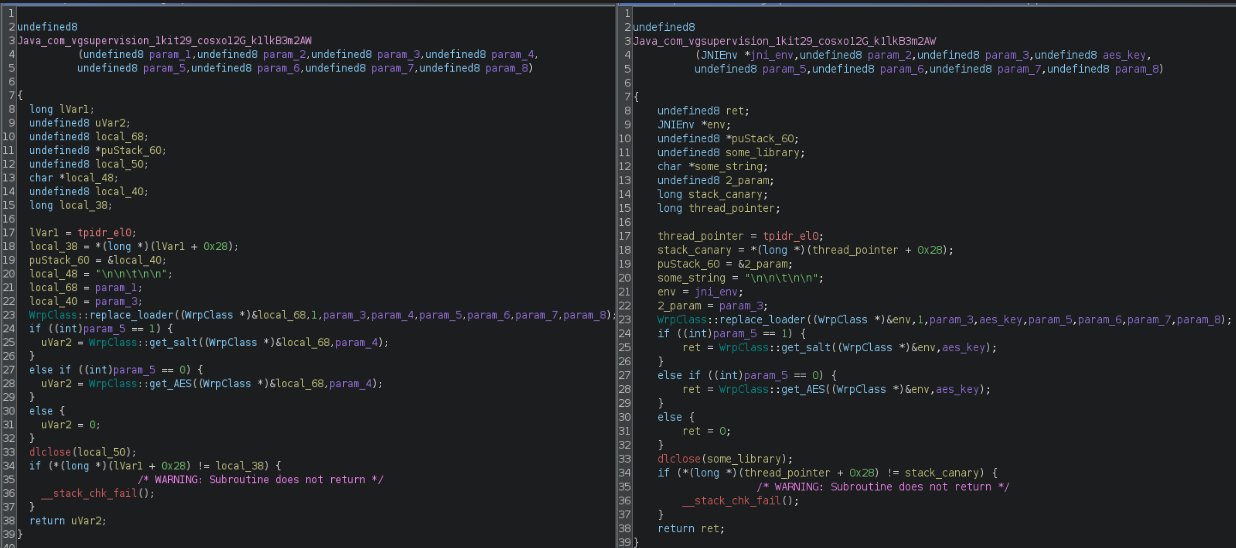 1
2 undefined8
3 Java_com_vgsupervision_1kit29_cosxo12G_k1lkB3m2AW
4           (undefined8 param_1,undefined8 param_2,undefined8 param_3,undefined8 param_4,
5           undefined8 param_5,undefined8 param_6,undefined8 param_7,undefined8 param_8)
6
7 {
8   long lVar1;
9   undefined8 uVar2;
10   undefined8 local_68;
11   undefined8 *puStack_60;
12   undefined8 local_50;
13   char *local_48;
14   undefined8 local_40;
15   long local_38;
16
17   lVar1 = tpidr_el0;
18   local_38 = *(long *)(lVar1 + 0x28);
19   puStack_60 = &local_40;
20   local_48 = "\n\n\t\n\n";
21   local_68 = param_1;
22   local_40 = param_3;
23   WrpClass::replace_loader((WrpClass *)&local_68,1,param_3,param_4,param_5,param_6,param_7,param_8);
24   if ((int)param_5 == 1) {
25     uVar2 = WrpClass::get_salt((WrpClass *)&local_68,param_4);
26   }
27   else if ((int)param_5 == 0) {
28     uVar2 = WrpClass::get_AES((WrpClass *)&local_68,param_4);
29   }
30   else {
31     uVar2 = 0;
32   }
33   dlclose(local_50);
34   if (*(long *)(lVar1 + 0x28) != local_38) {
35                     /* WARNING: Subroutine does not return */
36     __stack_chk_fail();
37   }
38   return uVar2;
39 }
1
2 undefined8
3 Java_com_vgsupervision_1kit29_cosxo12G_k1lkB3m2AW
4           (JNIEnv *jni_env,undefined8 param_2,undefined8 param_3,undefined8 aes_key,
5           undefined8 param_5,undefined8 param_6,undefined8 param_7,undefined8 param_8)
6
7 {
8     undefined8 ret;
9     JNIEnv *env;
10     undefined8 *puStack_60;
11     undefined8 some_library;
12     char *some_string;
13     undefined8 2_param;
14     long stack_canary;
15     long thread_pointer;
16
17     thread_pointer = tpidr_el0;
18     stack_canary = *(long *)(thread_pointer + 0x28);
19     puStack_60 = &2_param;
20     some_string = "\n\n\t\n\n";
21     env = jni_env;
22     2_param = param_3;
23     WrpClass::replace_loader((WrpClass *)&env,1,param_3,aes_key,param_5,param_6,param_7,param_8);
24     if ((int)param_5 == 1) {
25         ret = WrpClass::get_salt((WrpClass *)&env,aes_key);
26     }
27     else if ((int)param_5 == 0) {
28         ret = WrpClass::get_AES((WrpClass *)&env,aes_key);
29     }
30     else {
31         ret = 0;
32     }
33     dlclose(some_library);
34     if (*(long *)(thread_pointer + 0x28) != stack_canary) {
35                     /* WARNING: Subroutine does not return */
36         __stack_chk_fail();
37     }
38     return ret;
39 }